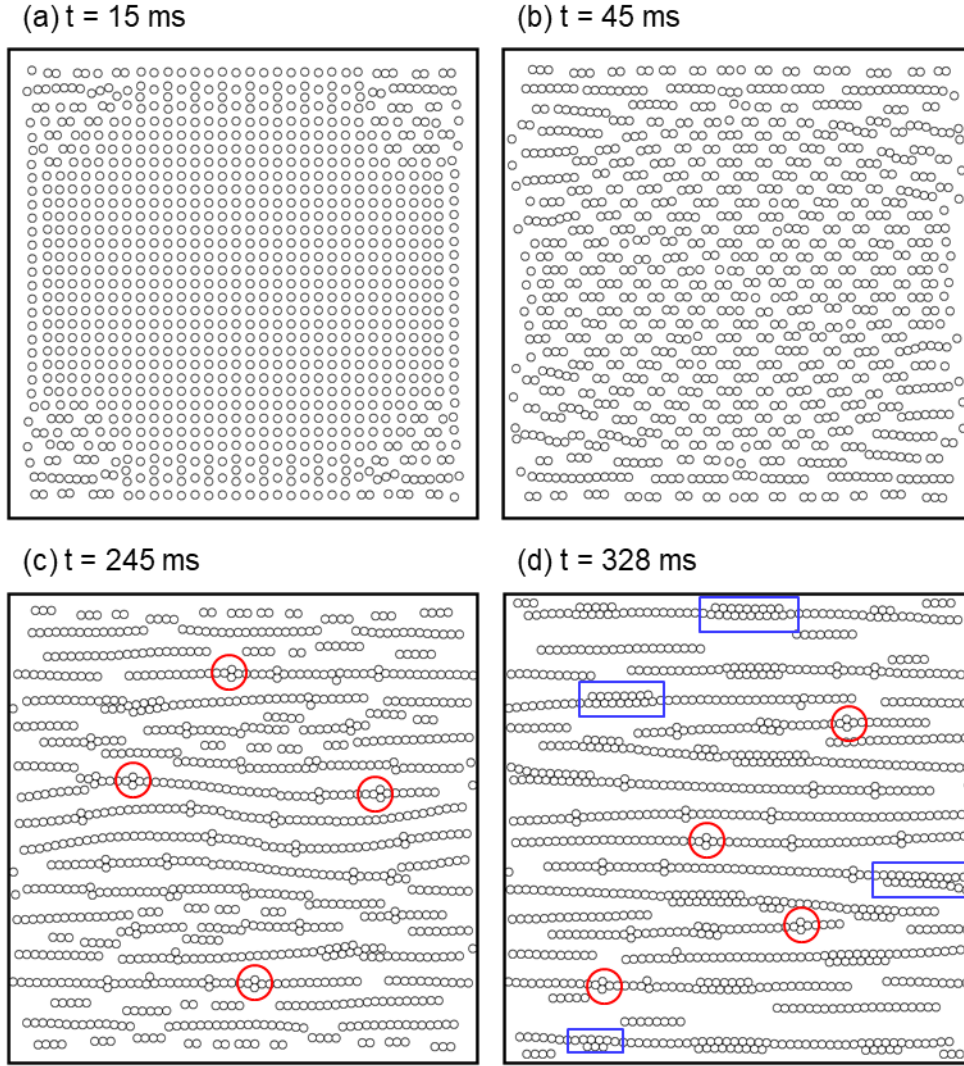 (a) t = 15 ms
(b) t = 45 ms
(c) t = 245 ms
(d) t = 328 ms